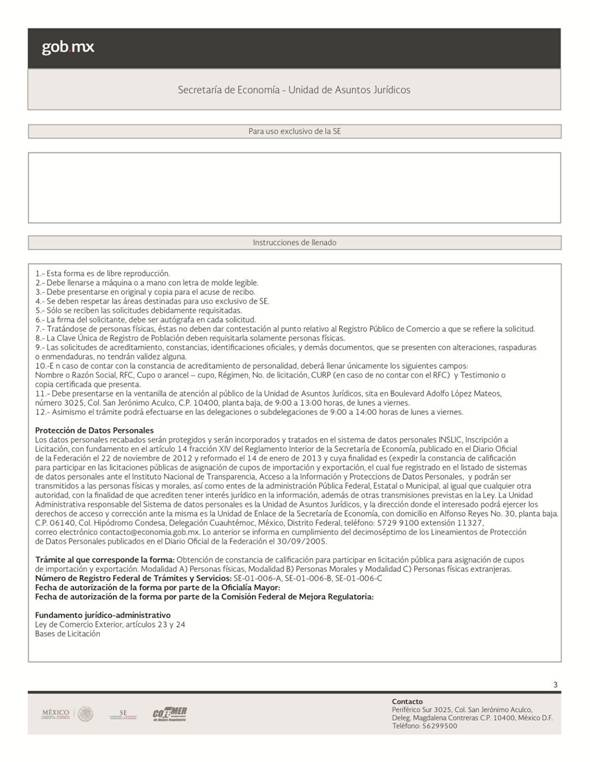 gob.mx
Secretaría de Economía - Unidad de Asuntos Jurídicos
Para uso exclusivo de la SE
Instrucciones de llenado
1.- Esta forma es de libre reproducción.
2.- Debe llenarse a máquina o a mano con letra de molde legible.
3.- Debe presentarse en original y copia para el acuse de recibo.
4.- Se deben respetar las áreas destinadas para uso exclusivo de SE.
5.- Sólo se reciben las solicitudes debidamente requisitadas.
6.- La firma del solicitante, debe ser autógrafa en cada solicitud.
7.- Tratándose de personas físicas, éstas no deben dar contestación al punto relativo al Registro Público de Comercio a que se refiere la solicitud.
8.- La Clave Única de Registro de Población deben requisitarla solamente personas físicas.
9.- Las solicitudes de acreditamiento, constancias, identificaciones oficiales, y demás documentos, que se presenten con alteraciones, raspaduras
o enmendaduras, no tendrán validez alguna.
10.-E n caso de contar con la constancia de acreditamiento de personalidad, deberá llenar únicamente los siguientes campos:
Nombre o Razón Social, RFC, Cupo o arancel – cupo, Régimen, No. de licitación, CURP (en caso de no contar con el RFC) y Testimonio o
copia certificada que presenta.
11.- Debe presentarse en la ventanilla de atención al público de la Unidad de Asuntos Jurídicos, sita en Boulevard Adolfo López Mateos,
número 3025, Col. San Jerónimo Aculco, C.P. 10400, planta baja, de 9:00 a 13:00 horas, de lunes a viernes.
12.- Asimismo el trámite podrá efectuarse en las delegaciones o subdelegaciones de 9:00 a 14:00 horas de lunes a viernes.
Protección de Datos Personales
Los datos personales recabados serán protegidos y serán incorporados y tratados en el sistema de datos personales INSLIC, Inscripción a
Licitación, con fundamento en el artículo 14 fracción XIV del Reglamento Interior de la Secretaría de Economía, publicado en el Diario Oficial
de la Federación el 22 de noviembre de 2012 y reformado el 14 de enero de 2013 y cuya finalidad es (expedir la constancia de calificación
para participar en las licitaciones públicas de asignación de cupos de importación y exportación, el cual fue registrado en el listado de sistemas
de datos personales ante el Instituto Nacional de Transparencia, Acceso a la Información y Proteccions de Datos Personales, y podrán ser
transmitidos a las personas físicas y morales, así como entes de la administración Pública Federal, Estatal o Municipal, al igual que cualquier otra
autoridad, con la finalidad de que acrediten tener interés jurídico en la información, además de otras transmisiones previstas en la Ley. La Unidad
Administrativa responsable del Sistema de datos personales es la Unidad de Asuntos Jurídicos, y la dirección donde el interesado podrá ejercer los
derechos de acceso y corrección ante la misma es la Unidad de Enlace de la Secretaría de Economía, con domicilio en Alfonso Reyes No. 30, planta baja.
C.P. 06140, Col. Hipódromo Condesa, Delegación Cuauhtémoc, México, Distrito Federal, teléfono: 5729 9100 extensión 11327,
correo electrónico contacto@economia.gob.mx. Lo anterior se informa en cumplimiento del decimoséptimo de los Lineamientos de Protección
de Datos Personales publicados en el Diario Oficial de la Federación el 30/09/2005.
Trámite al que corresponde la forma: Obtención de constancia de calificación para participar en licitación pública para asignación de cupos
de importación y exportación. Modalidad A) Personas físicas, Modalidad B) Personas Morales y Modalidad C) Personas físicas extranjeras.
Número de Registro Federal de Trámites y Servicios: SE-01-006-A, SE-01-006-B, SE-01-006-C
Fecha de autorización de la forma por parte de la Oficialía Mayor:
Fecha de autorización de la forma por parte de la Comisión Federal de Mejora Regulatoria:
Fundamento jurídico-administrativo
Ley de Comercio Exterior, artículos 23 y 24
Bases de Licitación
3
MÉXICO
SE
Contacto
Periférico Sur 3025, Col. San Jerónimo Aculco,
Deleg. Magdalena Contreras C.P. 10400, México D.F.
Teléfono: 56299500